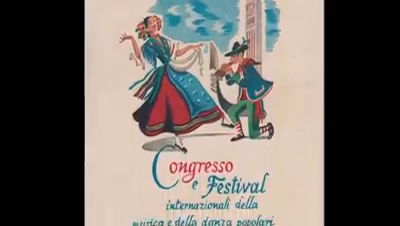 Congresso
e Festival
internazionali della
musica e della danza popolari